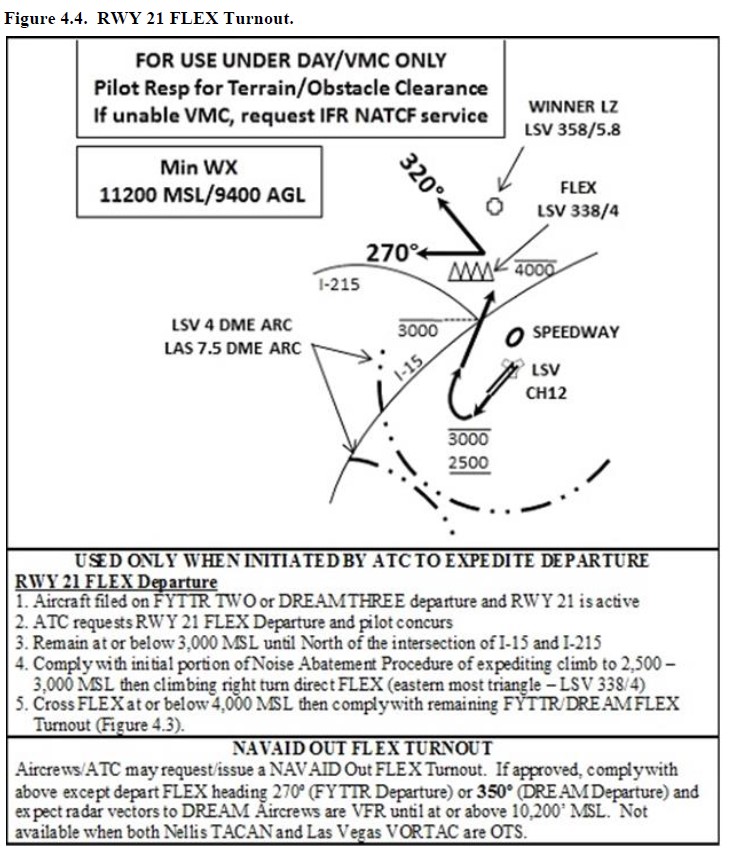 Figure 4.4.  RWY 21 FLEX Turnout.
FOR USE UNDER DAY/VMC ONLY
Pilot Resp for Terrain/Obstacle Clearance
If unable VMC, request IFR NATCF service
Min WX
11200 MSL/9400 AGL
WINNER LZ
LSV 358/5.8
320°
FLEX
LSV 338/4
270°
4000
I-215
LSV 4 DME ARC
LAS 7.5 DME ARC
3000
SPEEDWAY
I-15
LSV
CH12
3000
2500
USED ONLY WHEN INITIATED BY ATC TO EXPEDITE DEPARTURE
RWY 21 FLEX Departure
1. Aircraft filed on FYTTR TWO or DREAM THREE departure and RWY 21 is active
2. ATC requests RWY 21 FLEX Departure and pilot concurs
3. Remain at or below 3,000 MSL until North of the intersection of I-15 and I-215
4. Comply with initial portion of Noise Abatement Procedure of expediting climb to 2,500 –
3,000 MSL then climbing right turn direct FLEX (eastern most triangle – LSV 338/4)
5. Cross FLEX at or below 4,000 MSL then comply with remaining FYTTR/DREAM FLEX
Turnout (Figure 4.3).
NAVAID OUT FLEX TURNOUT
Aircrews/ATC may request/issue a NAVAID Out FLEX Turnout.  If approved, comply with
above except depart FLEX heading 270° (FYTTR Departure) or 350° (DREAM Departure) and
expect radar vectors to DREAM Aircrews are VFR until at or above 10,200' MSL.  Not
available when both Nellis TACAN and Las Vegas VORTAC are OTS.